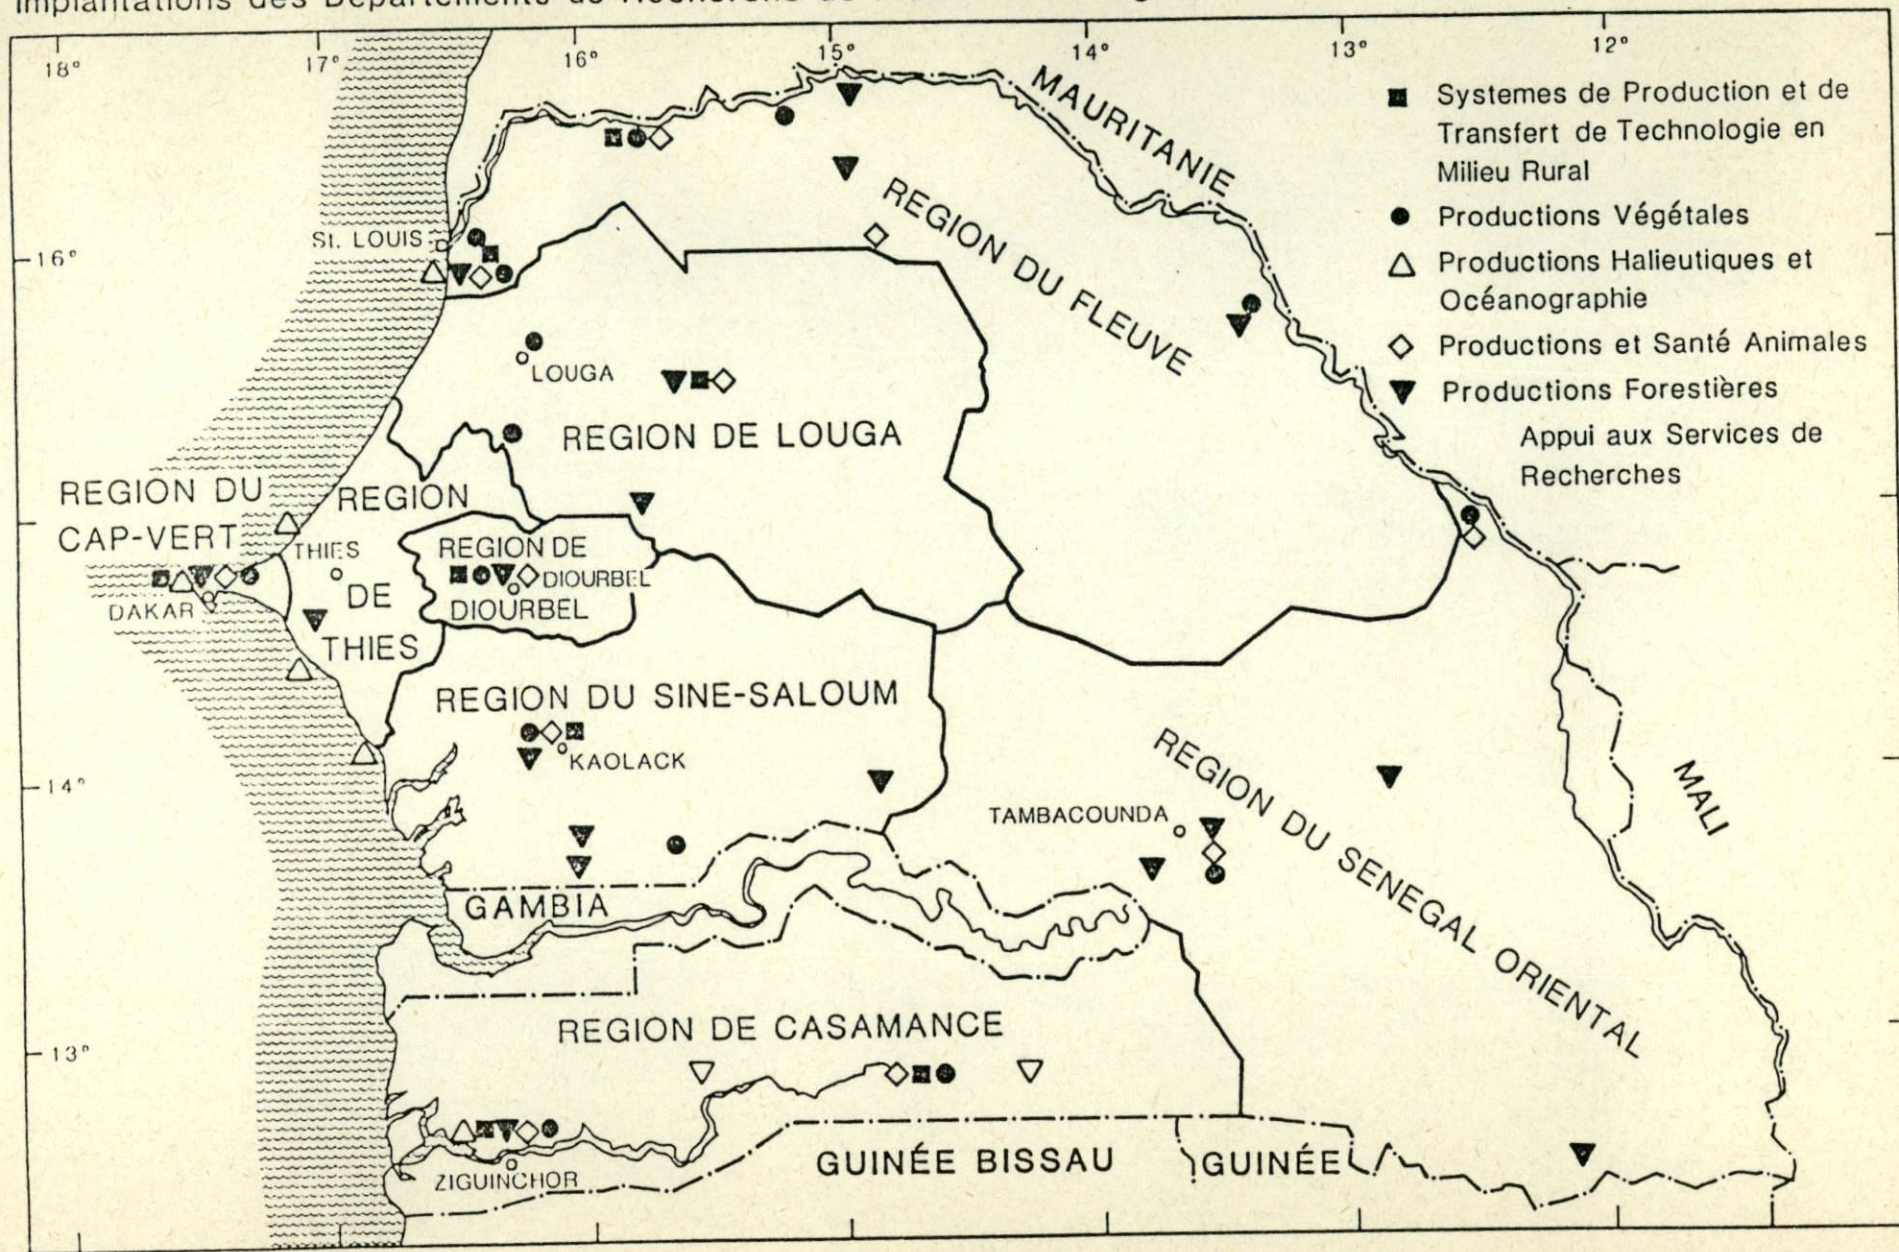 Implantations des Départements de Recherche de
18° 17° 16° 15° 14° 13° 12°
MAURITANIE
Systemes de Production et de
Transfert de Technologie en
Milieu Rural
Productions Végétales
Productions Halieutiques et
Océanographie
Productions et Santé Animales
Productions Forestières
Appui aux Services de
Recherches
REGION DU FLEUVE
St. LOUIS
16°
LOUGA
REGION DE LOUGA
REGION DU
CAP-VERT
REGION
DE
THIES
THIES
DAKAR
REGION DE
DIOURBEL
DIOURBEL
REGION DU SINE-SALOUM
KAOLACK
14°
TAMBACOUNDA
REGION DU SENEGAL ORIENTAL
MALI
GAMBIA
13°
REGION DE CASAMANCE
ZIGUINCHOR
GUINÉE BISSAU
GUINÉE